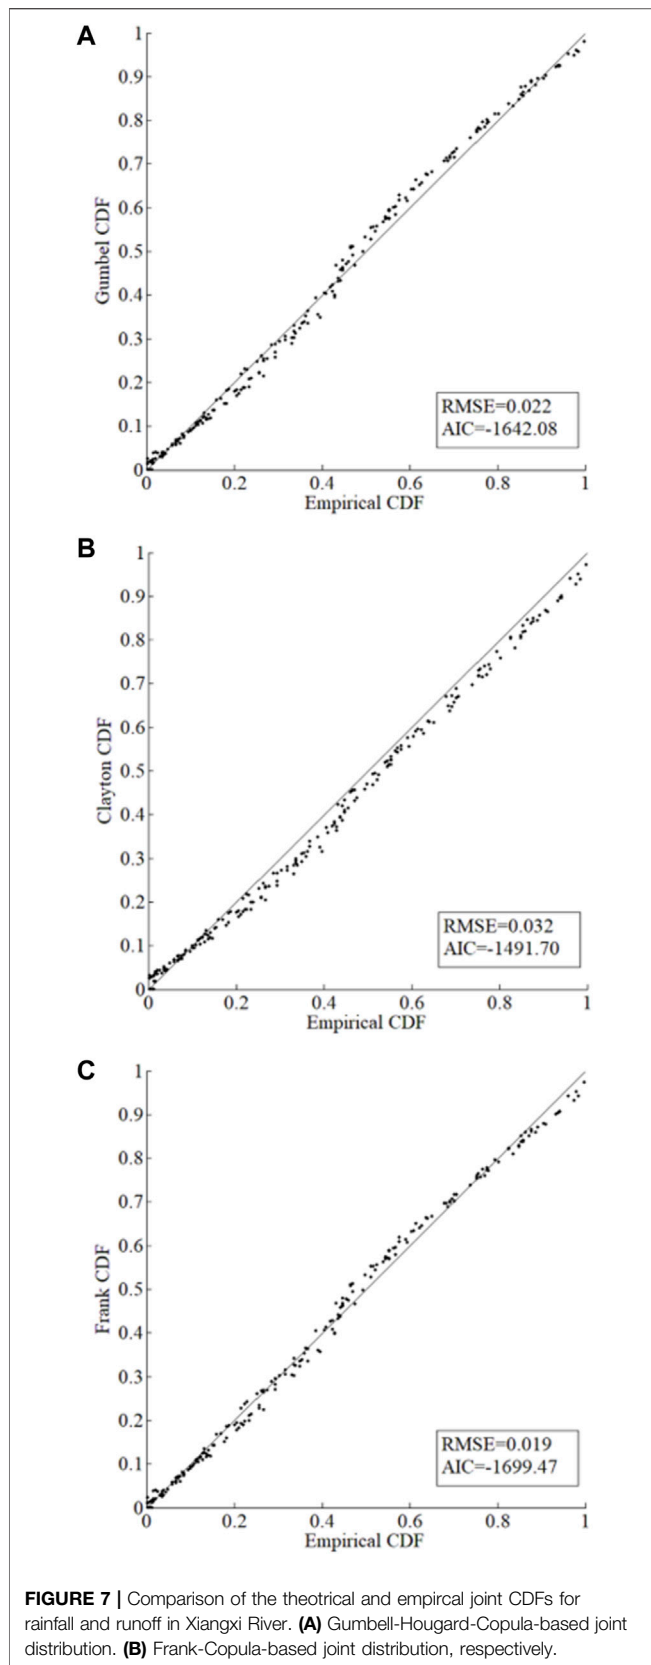 A
1
0.9
0.8
0.7
0.6
0.5
0.4
0.3
0.2
0.1
0
Gumbel CDF
RMSE=0.022
AIC=-1642.08
0 0.2 0.4 0.6 0.8 1
Empirical CDF
B
1
0.9
0.8
0.7
0.6
0.5
0.4
0.3
0.2
0.1
0
Clayton CDF
RMSE=0.032
AIC=-1491.70
0 0.2 0.4 0.6 0.8 1
Empirical CDF
C
1
0.9
0.8
0.7
0.6
0.5
0.4
0.3
0.2
0.1
0
Frank CDF
RMSE=0.019
AIC=-1699.47
0 0.2 0.4 0.6 0.8 1
Empirical CDF
FIGURE 7 | Comparison of the theotrical and empircal joint CDFs for
rainfall and runoff in Xiangxi River. (A) Gumbell-Hougard-Copula-based joint
distribution. (B) Frank-Copula-based joint distribution, respectively.